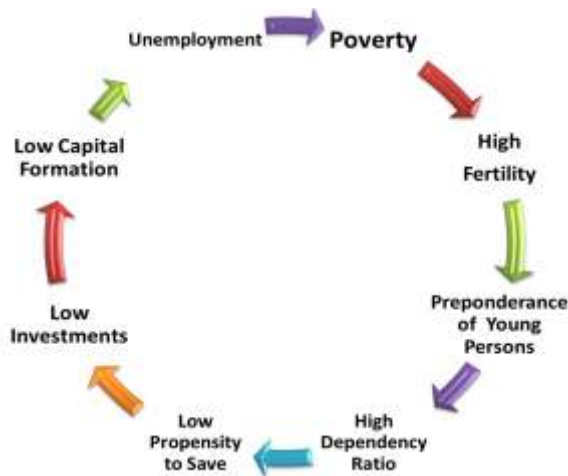 Unemployment
Poverty
High
Fertility
Preponderance
of Young
Persons
High
Dependency
Ratio
Low
Propensity
to Save
Low
Investments
Low Capital
Formation